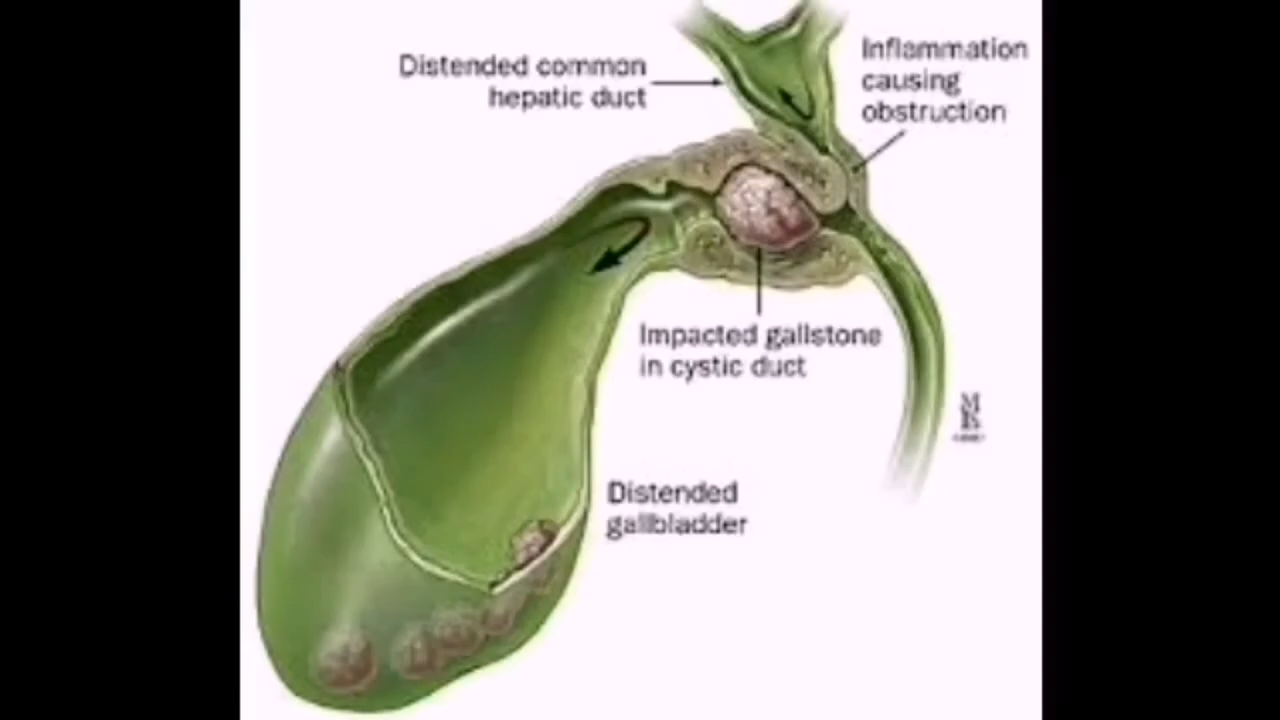 Distended common
hepatic duct
Inflammation
causing
obstruction
Impacted gallstone
in cystic duct
Distended
gallbladder